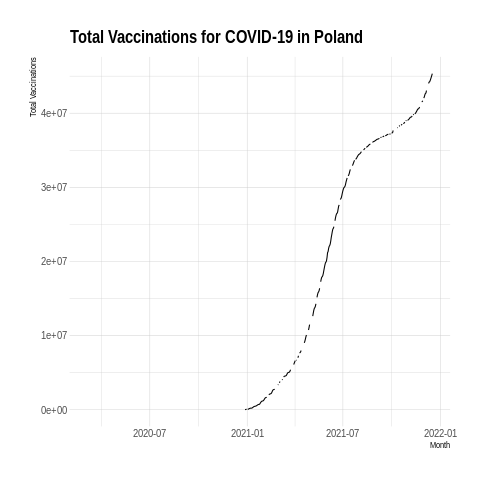 Total Vaccinations for COVID-19 in Poland
Total Vaccinations
4e+07
3e+07
2e+07
1e+07
0e+00
2020-07
2021-01
2021-07
2022-01
Month